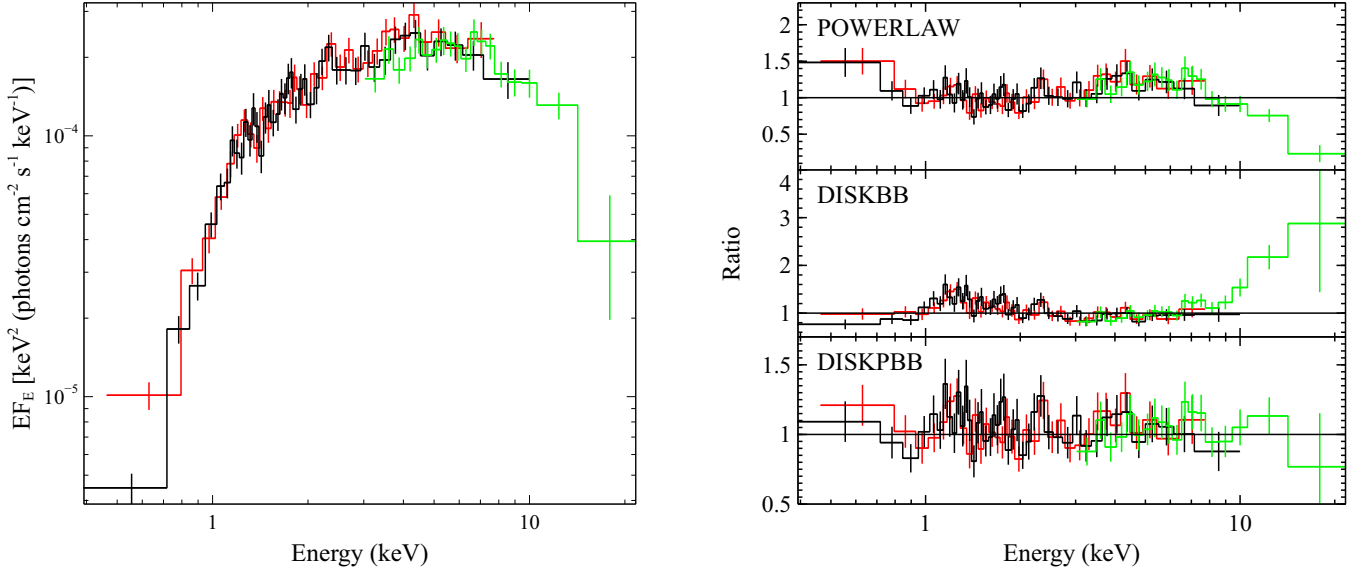 EF_E [keV² (photons cm⁻² s⁻¹ keV⁻¹)]
10⁻⁴
10⁻⁵
1
10
Energy (keV)
Ratio
POWERLAW
2
1.5
1
0.5
DISKBB
4
3
2
1
DISKPBB
1.5
1
0.5
1
10
Energy (keV)